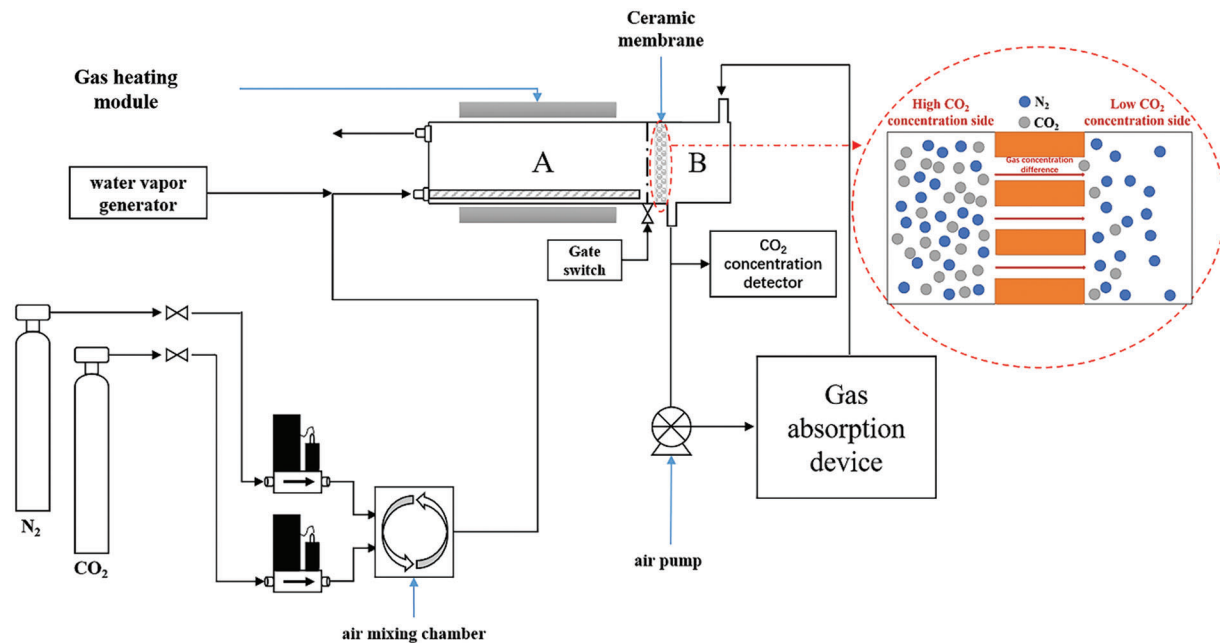 Ceramic
membrane
Gas heating
module
A
B
water vapor
generator
Gate
switch
CO₂
concentration
detector
High CO₂
concentration side
N₂
CO₂
Low CO₂
concentration side
Gas concentration
difference
Gas
absorption
device
N₂
CO₂
air pump
air mixing chamber